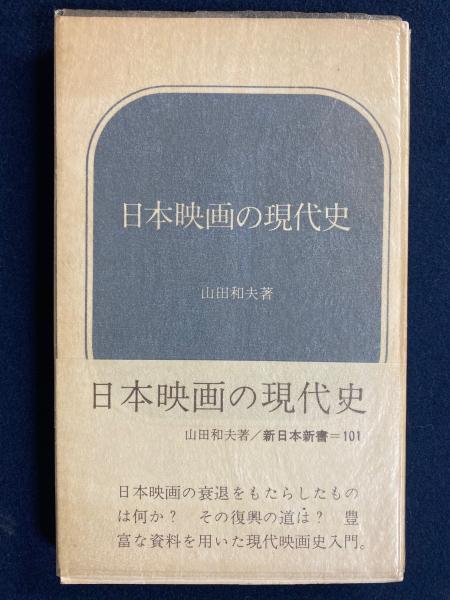 日本映画の現代史
山田和夫著
日本映画の現代史
山田和夫著/新日本新書=101
日本映画の衰退をもたらしたもの
は何か? その復興の道は? 豊
富な資料を用いた現代映画史入門。